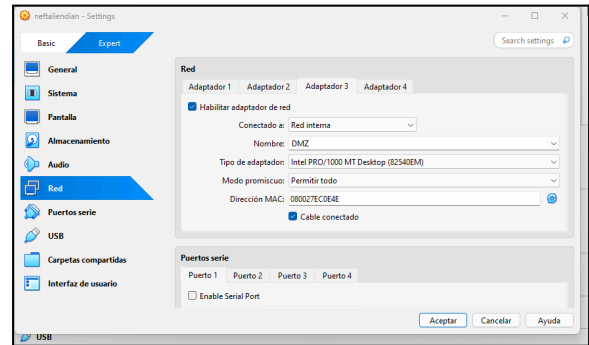 neftaliendian - Settings
Basic Expert
Search settings
General
Sistema
Pantalla
Almacenamiento
Audio
Red
Puertos serie
USB
Carpetas compartidas
Interfaz de usuario
Red
Adaptador 1 Adaptador 2 Adaptador 3 Adaptador 4
Habilitar adaptador de red
Conectado a: Red interna
Nombre: DMZ
Tipo de adaptador: Intel PRO/1000 MT Desktop (82540EM)
Modo promiscuo: Permitir todo
Dirección MAC: 080027EC0E4E
Cable conectado
Puertos serie
Puerto 1 Puerto 2 Puerto 3 Puerto 4
Enable Serial Port
Aceptar Cancelar Ayuda
USB